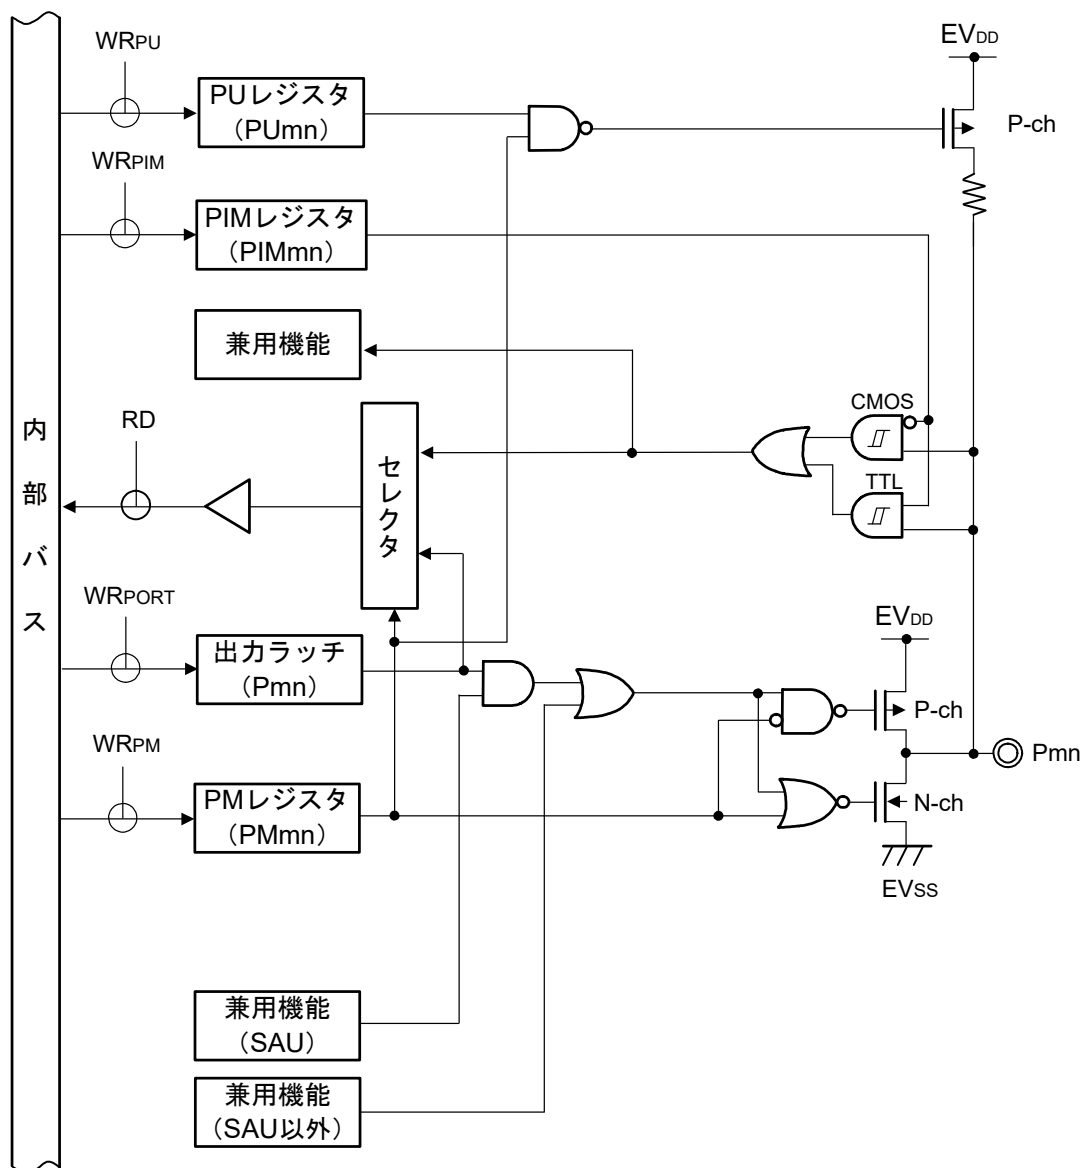 WRPU
PUレジスタ
（PUmn）
EVDD
P-ch
WRPIM
PIMレジスタ
（PIMmn）
兼用機能
CMOS
TTL
内部バス
RD
セレクタ
WRPORT
出力ラッチ
（Pmn）
EVDD
P-ch
Pmn
WRPM
PMレジスタ
（PMmn）
N-ch
EVSS
兼用機能
（SAU）
兼用機能
（SAU以外）